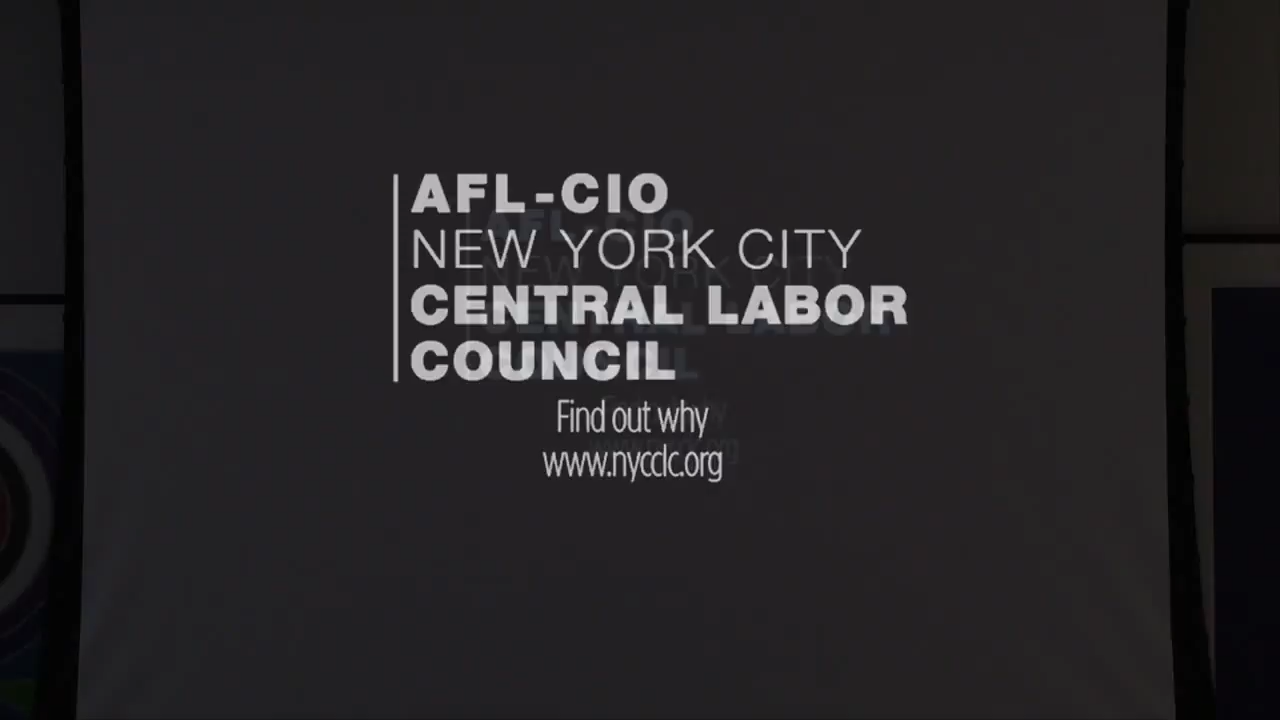 AFL-CIO
NEW YORK CITY
CENTRAL LABOR
COUNCIL
Find out why
www.nycclc.org